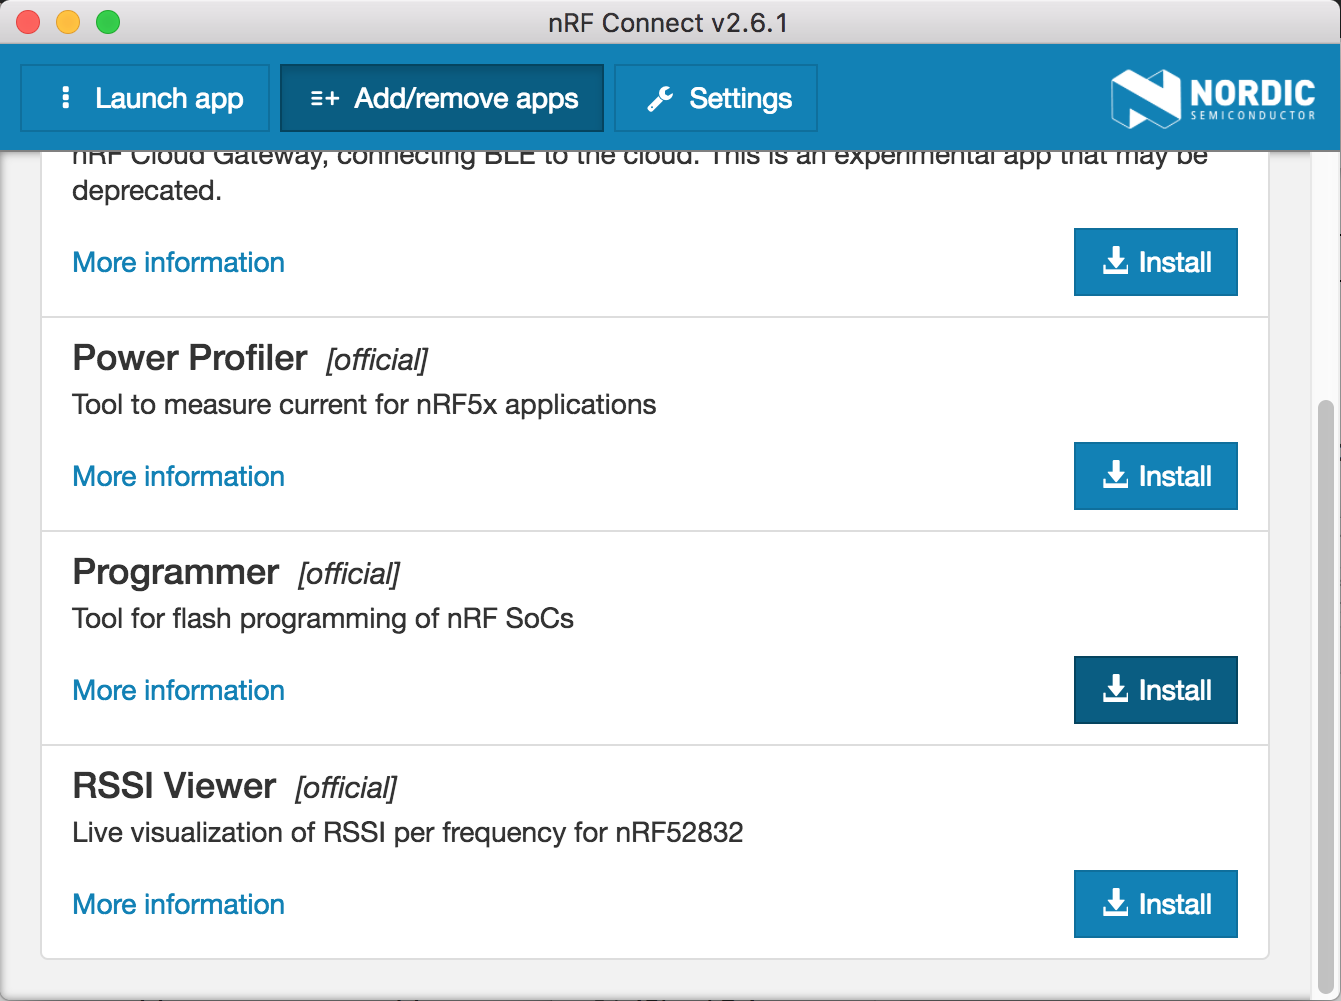 nRF Connect v2.6.1
Launch app
Add/remove apps
Settings
NORDIC
SEMICONDUCTOR
nRF Cloud Gateway, connecting BLE to the cloud. This is an experimental app that may be
deprecated.
More information
Install
Power Profiler [official]
Tool to measure current for nRF5x applications
More information
Install
Programmer [official]
Tool for flash programming of nRF SoCs
More information
Install
RSSI Viewer [official]
Live visualization of RSSI per frequency for nRF52832
More information
Install